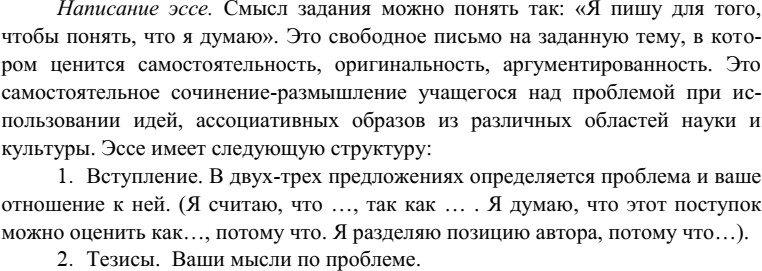 Написание эссе. Смысл задания можно понять так: «Я пишу для того,
чтобы понять, что я думаю». Это свободное письмо на заданную тему, в кото-
ром ценится самостоятельность, оригинальность, аргументированность. Это
самостоятельное сочинение-размышление учащегося над проблемой при ис-
пользовании идей, ассоциативных образов из различных областей науки и
культуры. Эссе имеет следующую структуру:
1. Вступление. В двух-трех предложениях определяется проблема и ваше
отношение к ней. (Я считаю, что …, так как … . Я думаю, что этот поступок
можно оценить как…, потому что. Я разделяю позицию автора, потому что…).
2. Тезисы. Ваши мысли по проблеме.